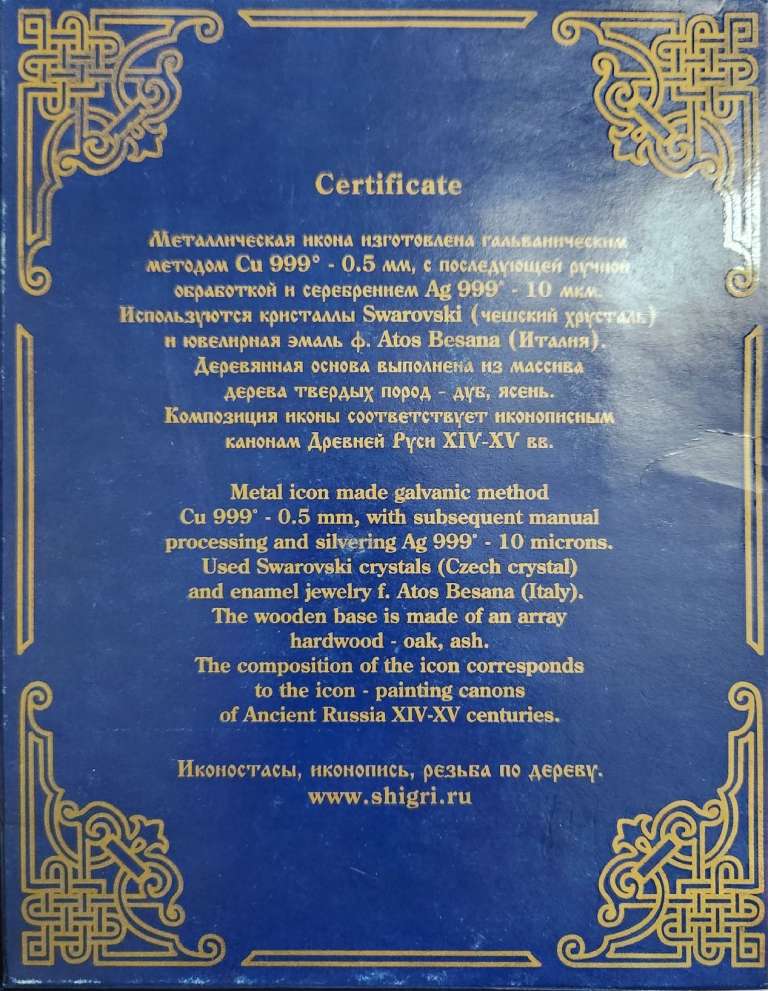 Certificate
Металлическая икона изготовлена гальваническим
методом Cu 999° - 0.5 мм, с последующей ручной
обработкой и серебрением Ag 999° - 10 мкм.
Используются кристаллы Swarovski (чешский хрусталь)
и ювелирная эмаль ф. Atos Besana (Италия).
Деревянная основа выполнена из массива
дерева твердых пород - дуб, ясень.
Композиция иконы соответствует иконописным
канонам Древней Руси XIV-XV вв.
Metal icon made galvanic method
Cu 999° - 0.5 mm, with subsequent manual
processing and silvering Ag 999° - 10 microns.
Used Swarovski crystals (Czech crystal)
and enamel jewelry f. Atos Besana (Italy).
The wooden base is made of an array
hardwood - oak, ash.
The composition of the icon corresponds
to the icon - painting canons
of Ancient Russia XIV-XV centuries.
Иконостасы, иконопись, резьба по дереву.
www.shigri.ru